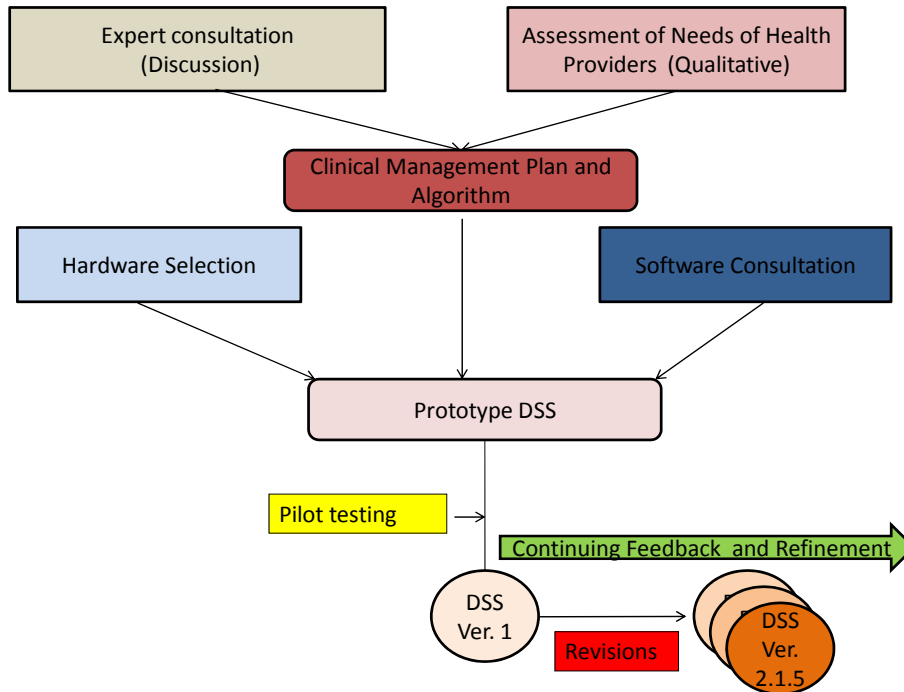 Expert consultation
(Discussion)
Assessment of Needs of Health
Providers (Qualitative)
Clinical Management Plan and
Algorithm
Hardware Selection
Software Consultation
Prototype DSS
Pilot testing
Continuing Feedback and Refinement
DSS
Ver. 1
Revisions
DSS
Ver.
2.1.5